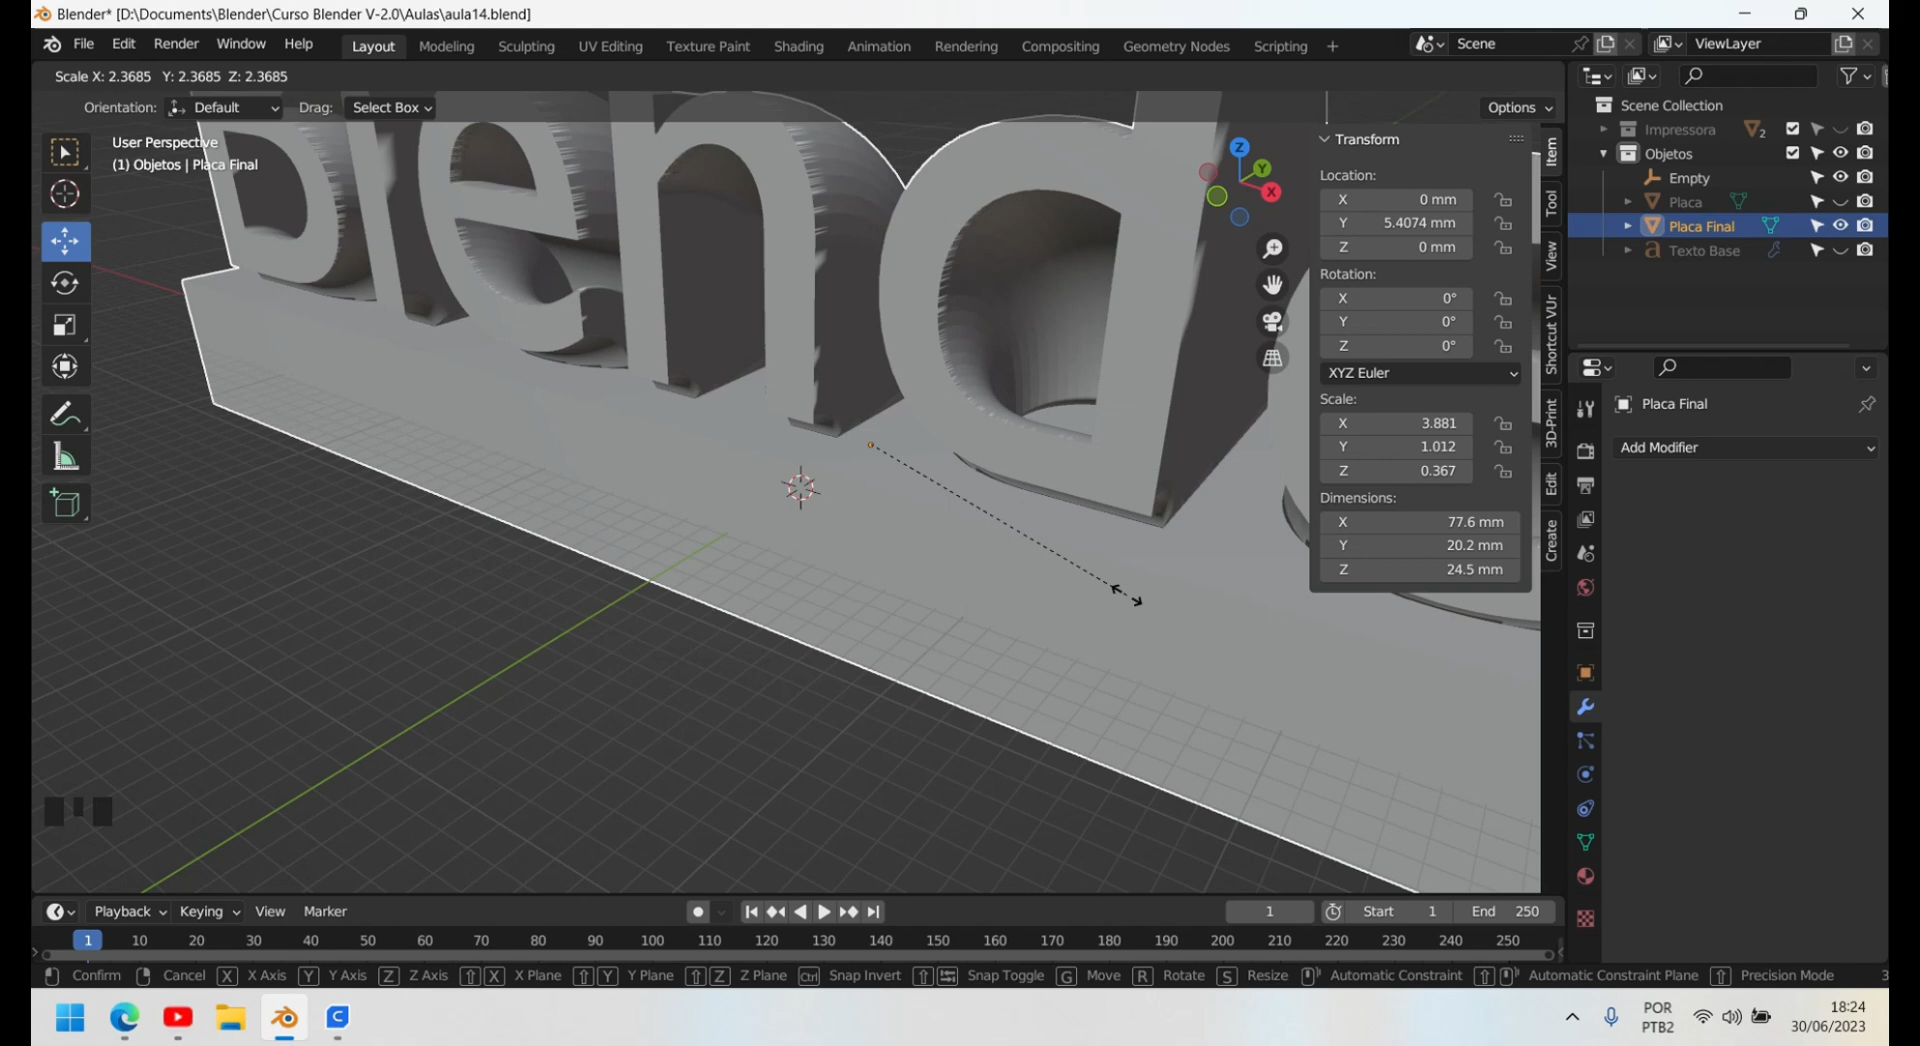 Blender* [D:\Documents\Blender\Curso Blender V-2.0\Aulas\aula14.blend]
File Edit Render Window Help Layout Modeling Sculpting UV Editing Texture Paint Shading Animation Rendering Compositing Geometry Nodes Scripting + Scene ViewLayer
Scale X: 2.3685 Y: 2.3685 Z: 2.3685
Orientation: Default Drag: Select Box Options
User Perspective
(1) Objetos | Placa Final
Blend
Z
Y
X
Transform
Location:
X 0 mm
Y 5.4074 mm
Z 0 mm
Rotation:
X 0°
Y 0°
Z 0°
XYZ Euler
Scale:
X 3.881
Y 1.012
Z 0.367
Dimensions:
X 77.6 mm
Y 20.2 mm
Z 24.5 mm
Item
Tool
View
Shortcut VUr
3D-Print
Edit
Create
Scene Collection
Impressora 2
Objetos
Empty
Placa
Placa Final
Texto Base
Placa Final
Add Modifier
Playback Keying View Marker 1 Start 1 End 250
1 10 20 30 40 50 60 70 80 90 100 110 120 130 140 150 160 170 180 190 200 210 220 230 240 250
Confirm Cancel X X Axis Y Y Axis Z Z Axis X X Plane Y Y Plane Z Z Plane Ctrl Snap Invert Snap Toggle G Move R Rotate S Resize Automatic Constraint Automatic Constraint Plane Precision Mode 3
POR
PTB2
18:24
30/06/2023